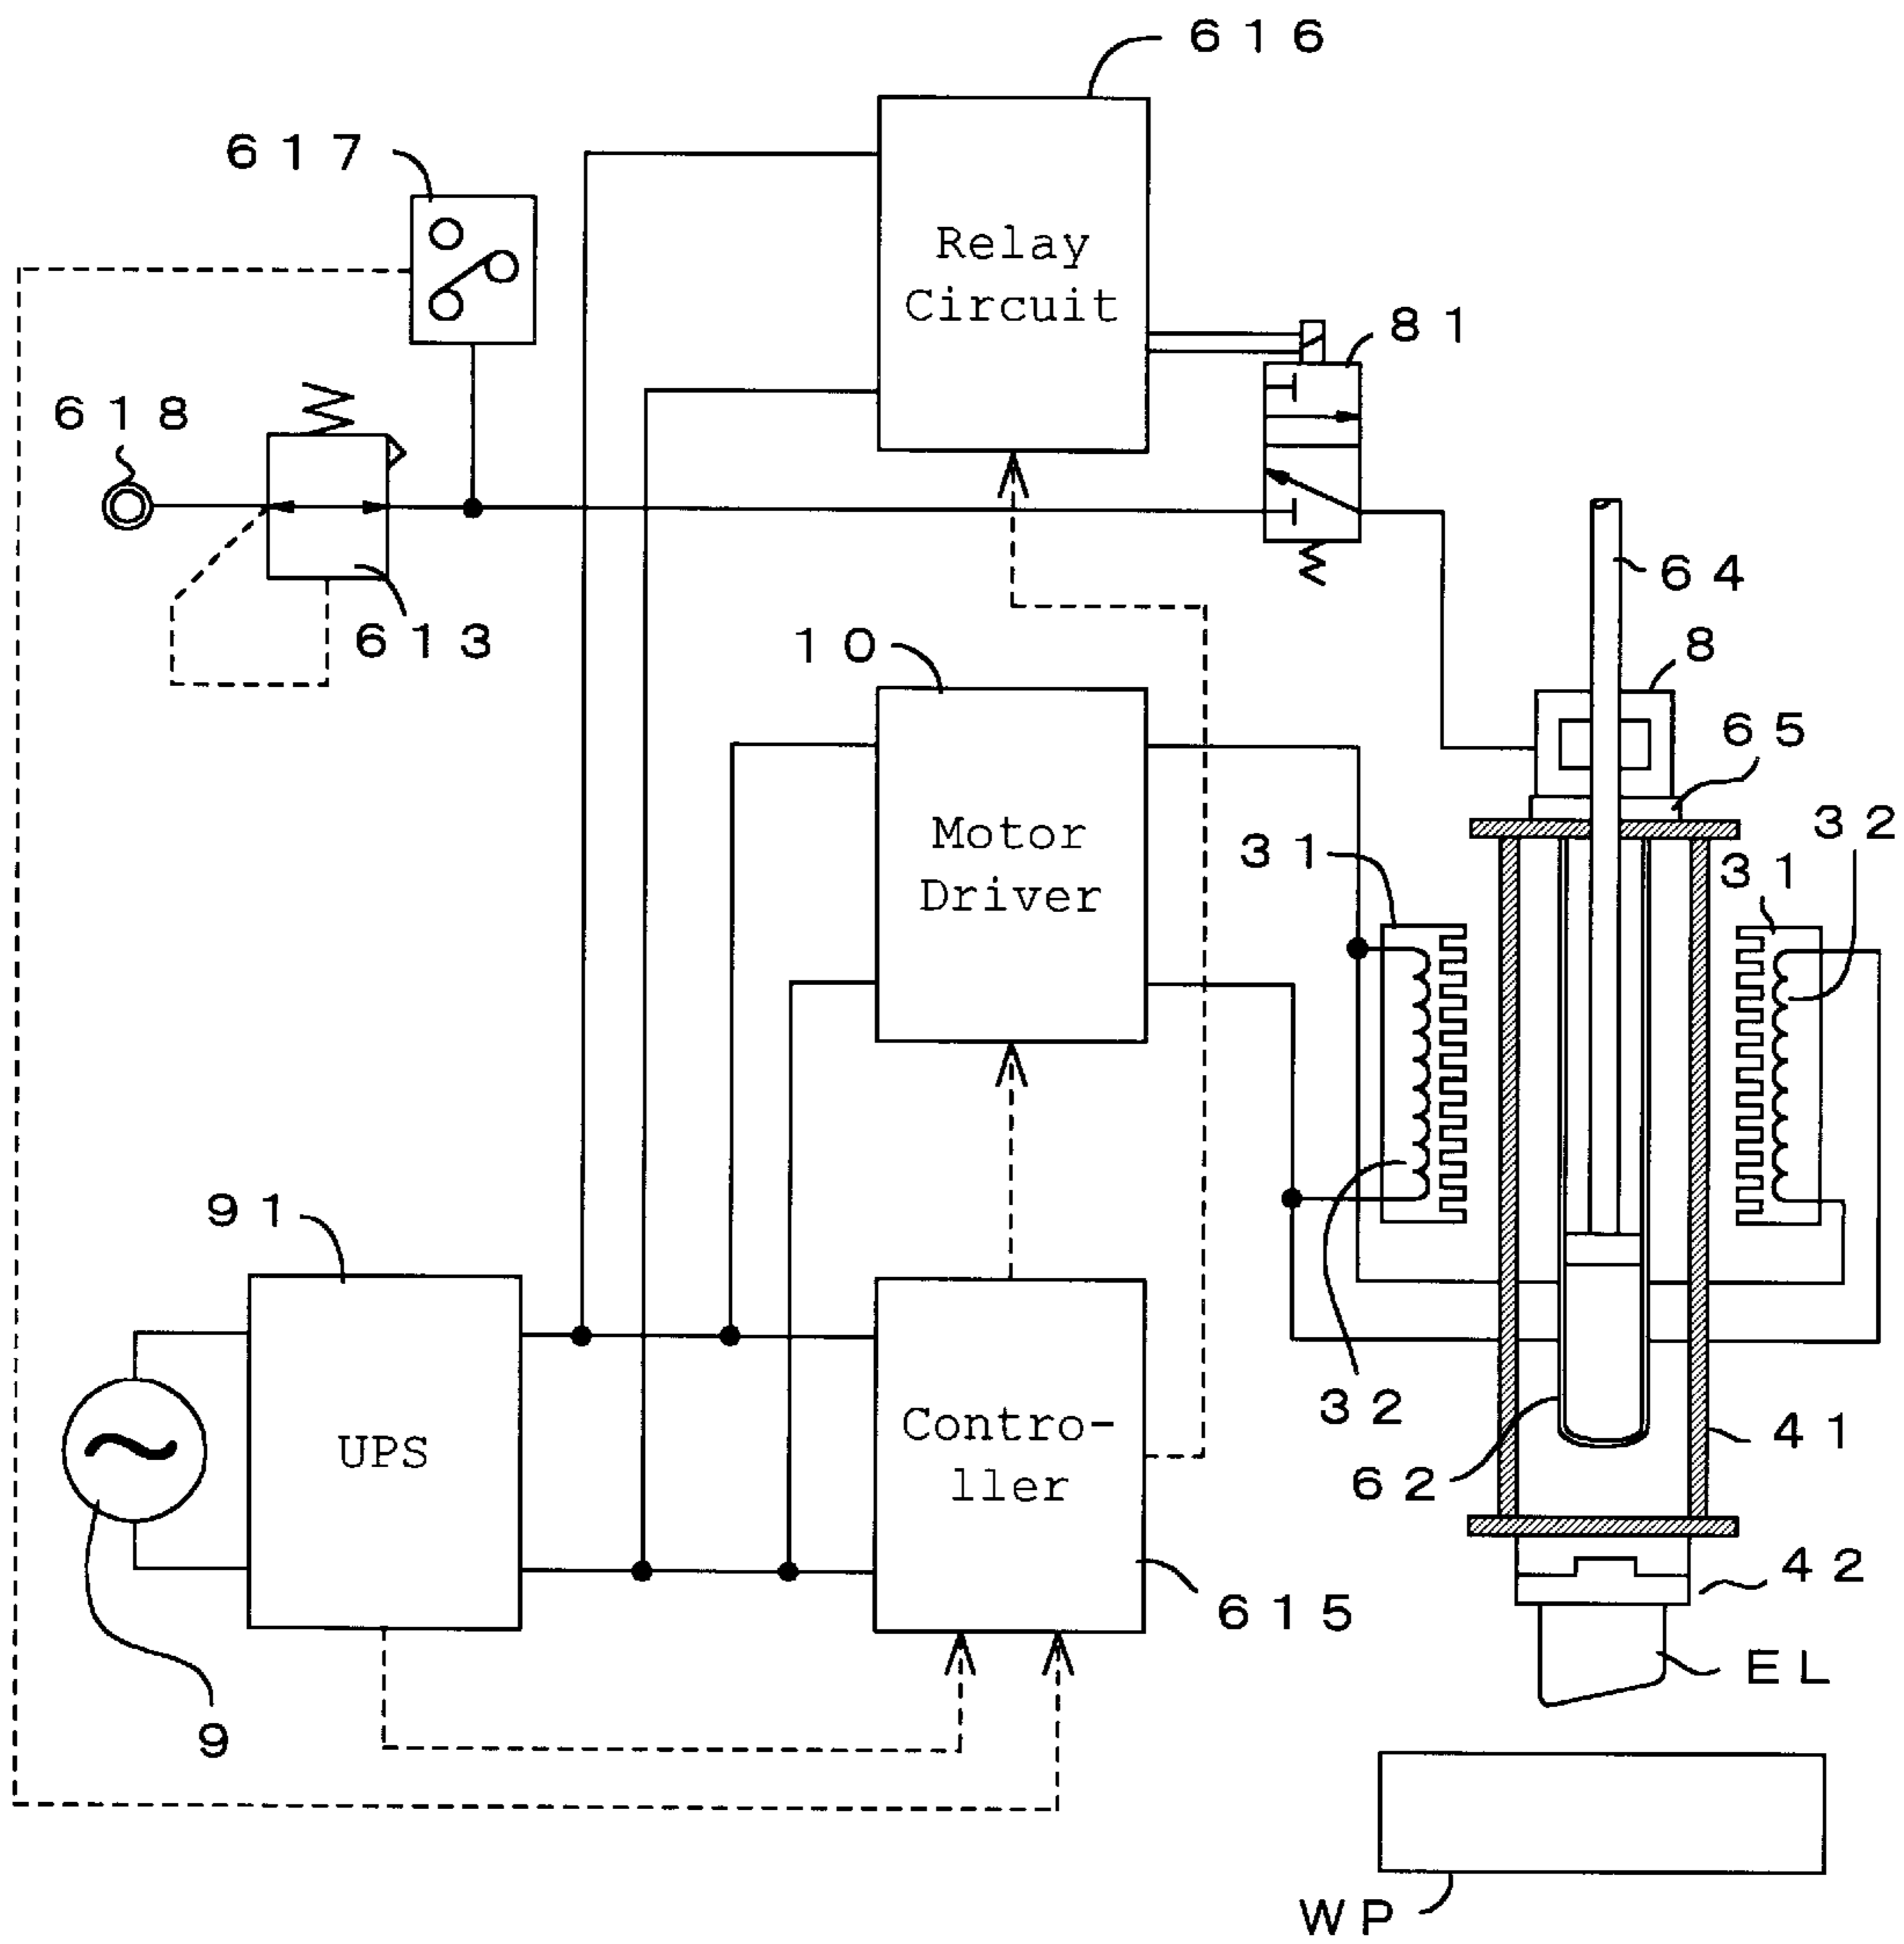 616
617
Relay
Circuit
81
618
64
613
10
8
65
32
Motor
Driver
31
31
91
32
Contro-
ller
UPS
62
41
42
615
EL
9
WP